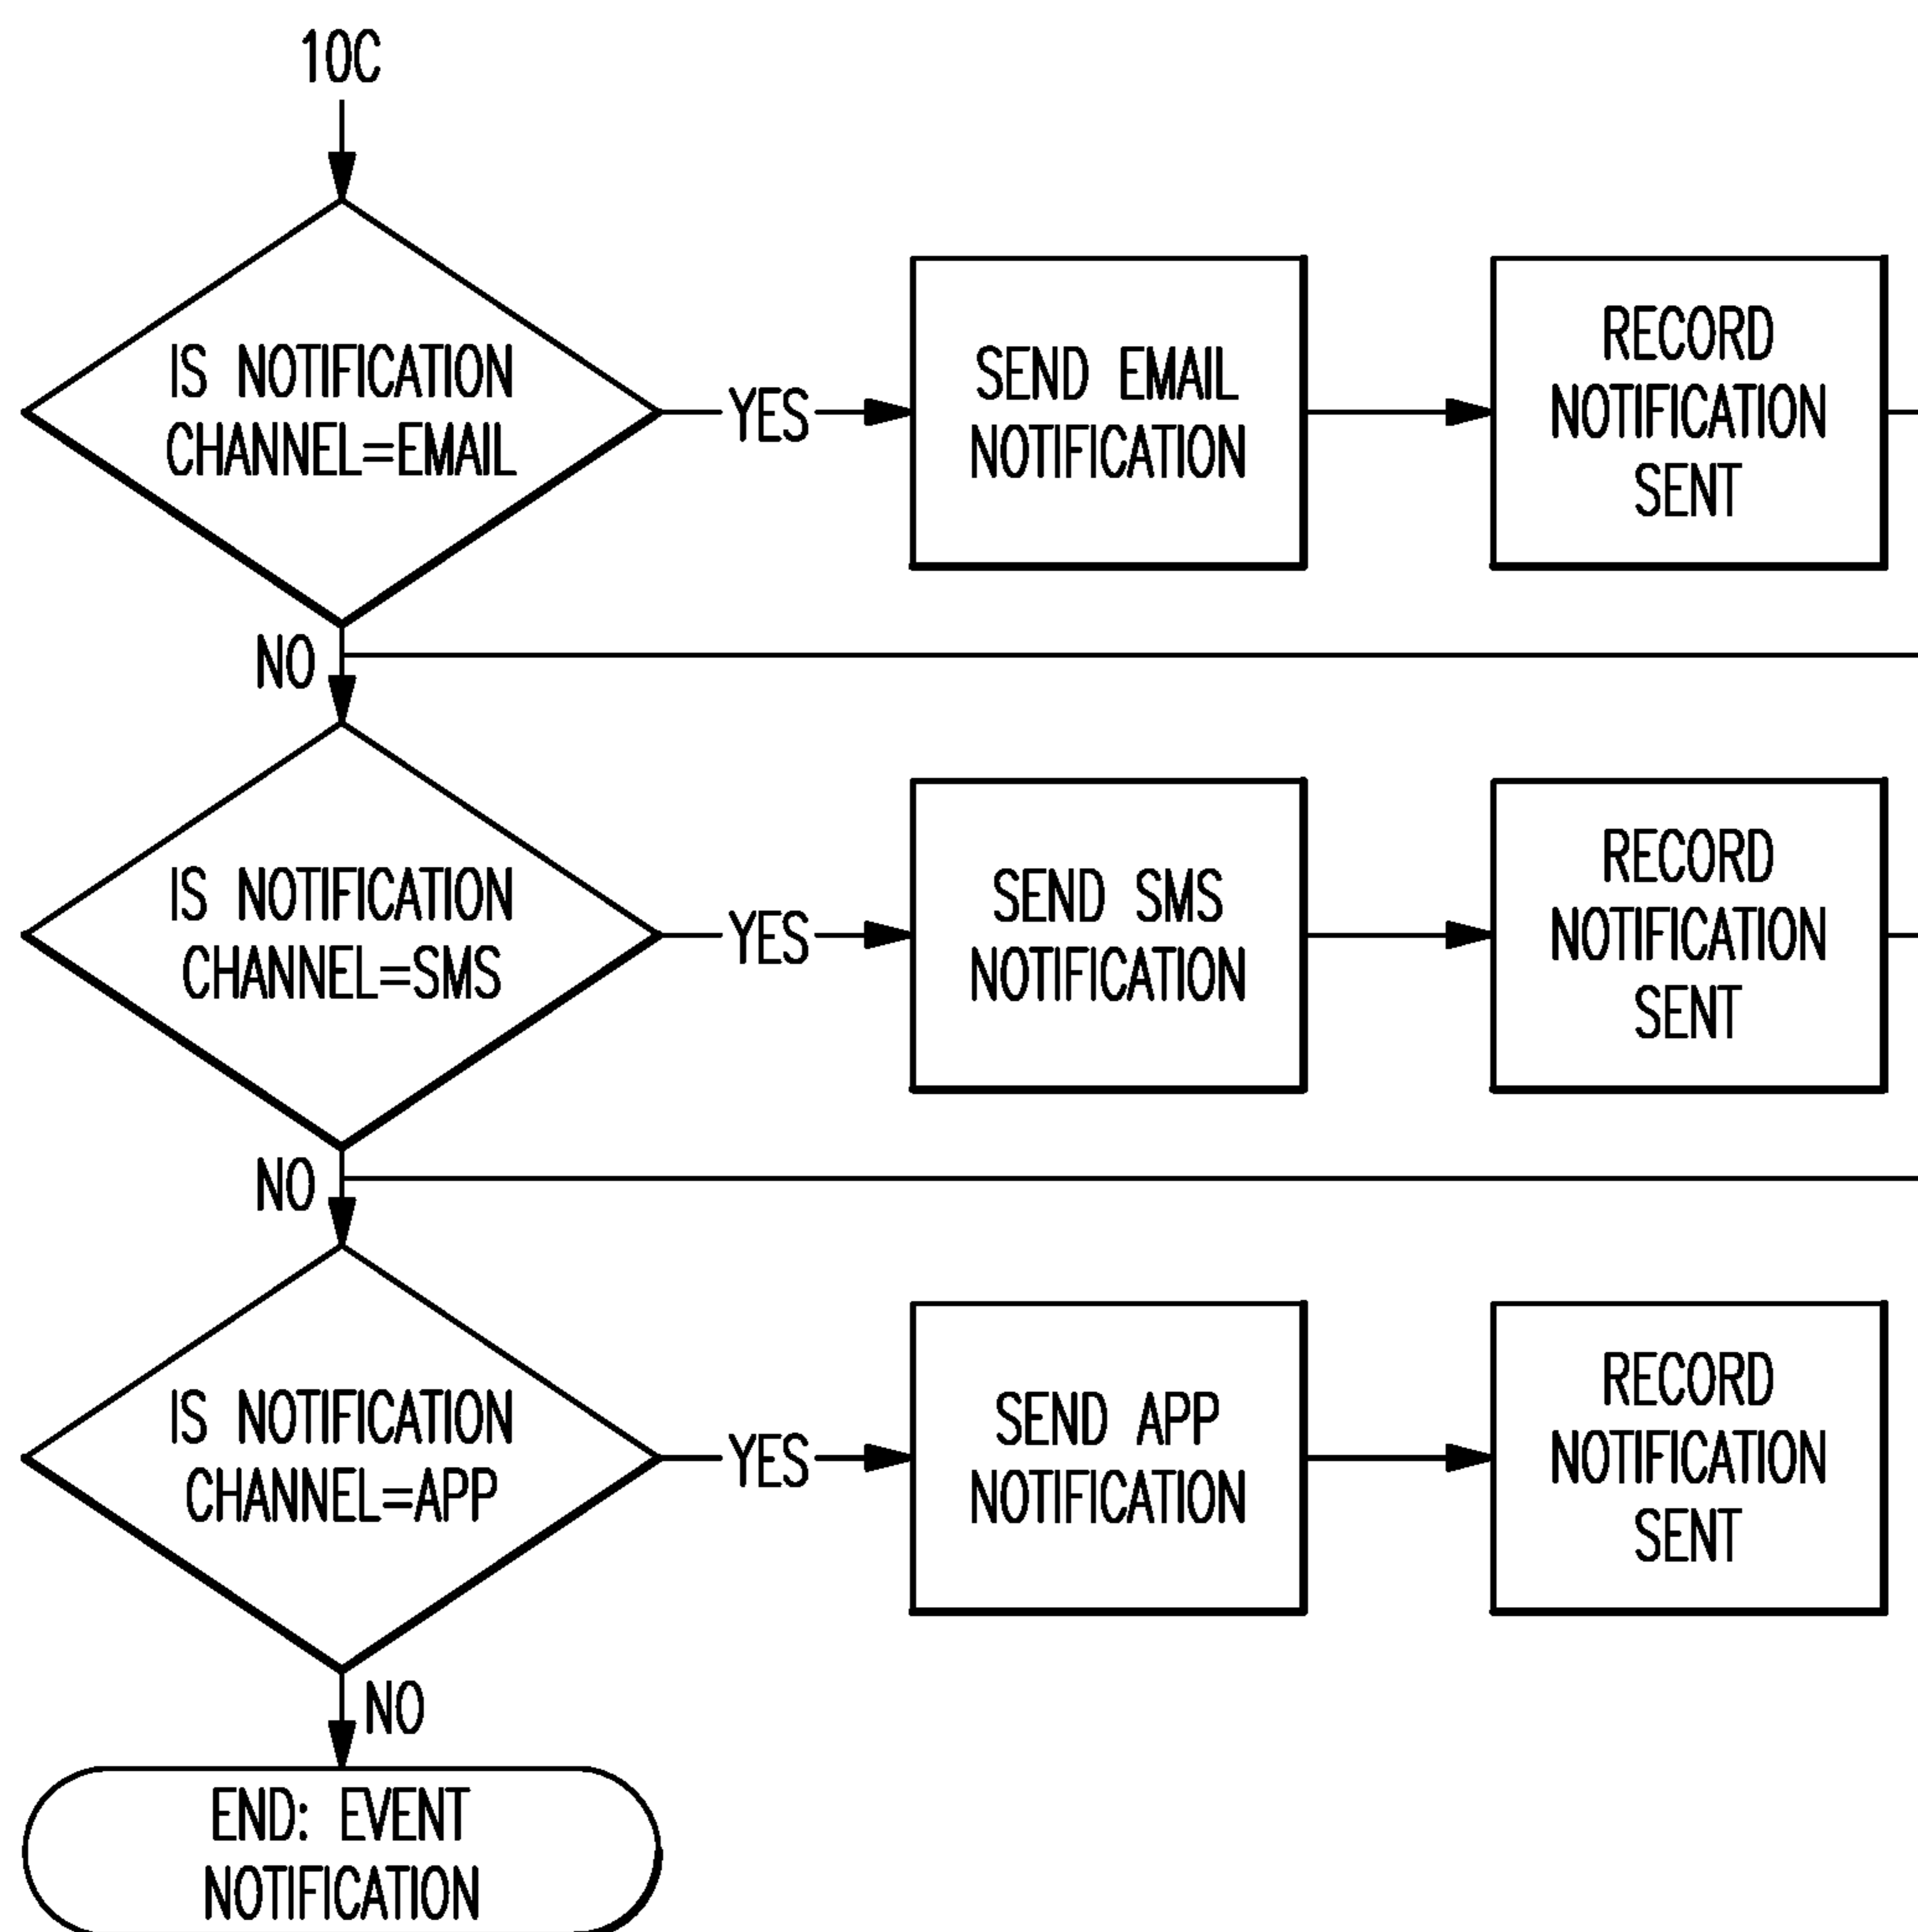 10C
IS NOTIFICATION
CHANNEL=EMAIL
YES
SEND EMAIL
NOTIFICATION
RECORD
NOTIFICATION
SENT
NO
IS NOTIFICATION
CHANNEL=SMS
YES
SEND SMS
NOTIFICATION
RECORD
NOTIFICATION
SENT
NO
IS NOTIFICATION
CHANNEL=APP
YES
SEND APP
NOTIFICATION
RECORD
NOTIFICATION
SENT
NO
END: EVENT
NOTIFICATION